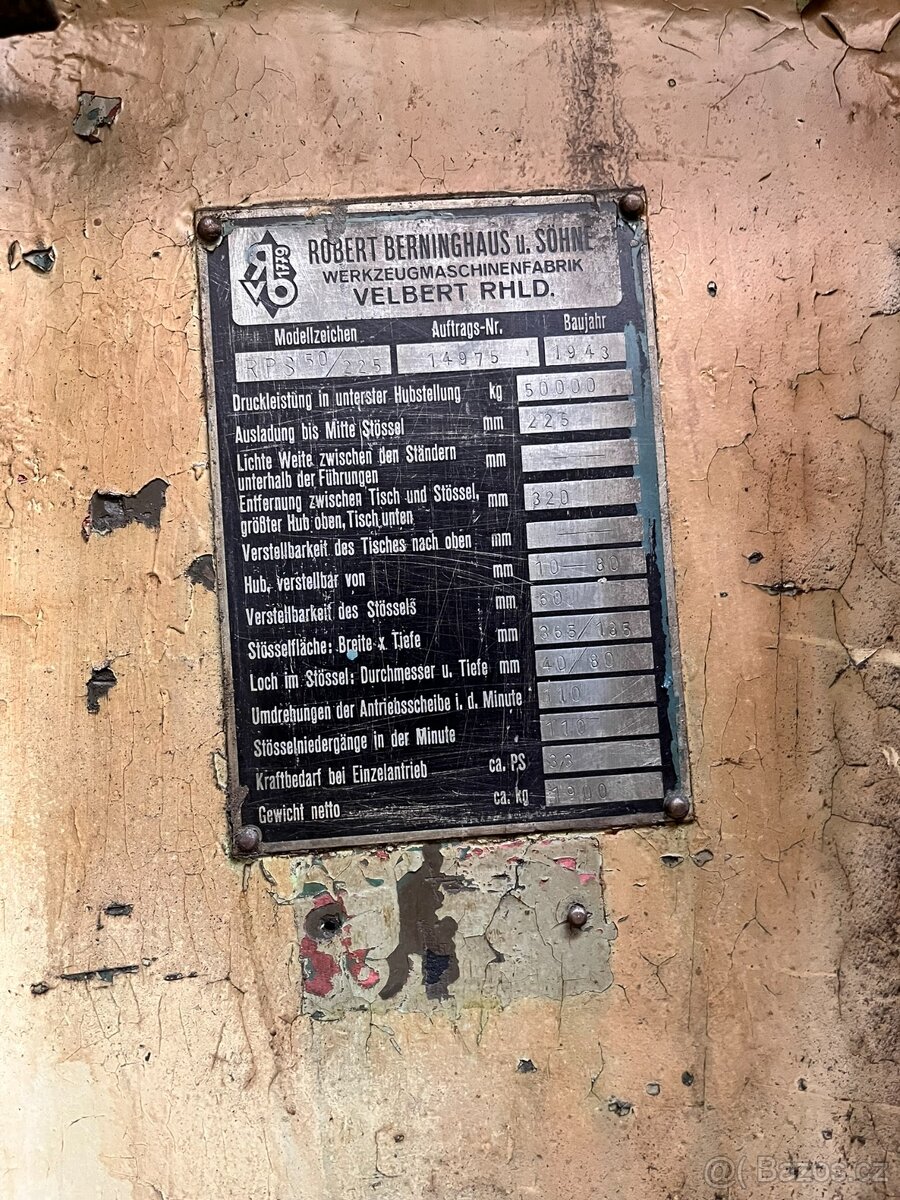 1779
ROBERT BERNINGHAUS u. SÖHNE
WERKZEUGMASCHINENFABRIK
VELBERT RHLD.
Modellzeichen Auftrags-Nr. Baujahr
RPS50/225 14975 1943
Druckleistung in unterster Hubstellung kg 50000
Ausladung bis Mitte Stössel mm 225
Lichte Weite zwischen den Ständern
unterhalb der Führungen mm —
Entfernung zwischen Tisch und Stössel,
größter Hub oben, Tisch unten mm 320
Verstellbarkeit des Tisches nach oben mm —
Hub, verstellbar von mm 10—80
Verstellbarkeit des Stössels mm 60
Stösselfläche: Breite x Tiefe mm 365/185
Loch im Stössel: Durchmesser u. Tiefe mm 40/80
Umdrehungen der Antriebsscheibe i. d. Minute 110
Stösselniedergänge in der Minute 110
Kraftbedarf bei Einzelantrieb ca. PS
Gewicht netto ca. kg 1900
@( Bazos.cz